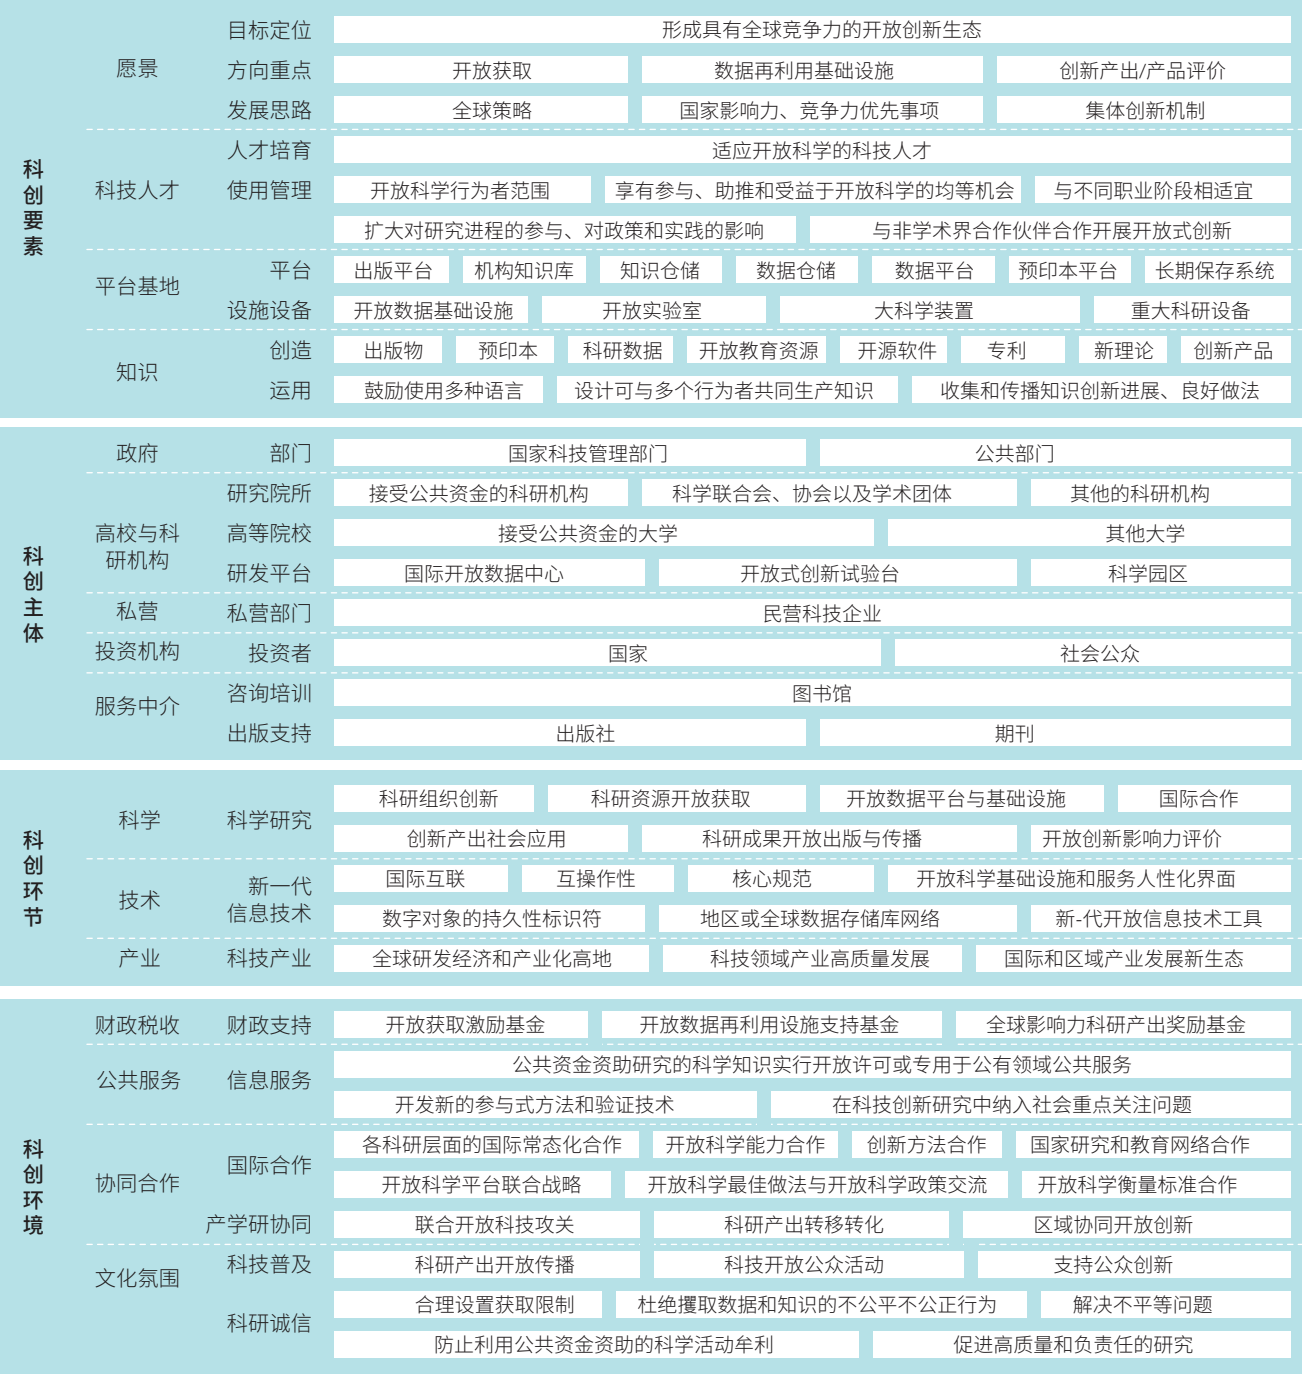 科创要素
愿景
目标定位 形成具有全球竞争力的开放创新生态
方向重点 开放获取 数据再利用基础设施 创新产出/产品评价
发展思路 全球策略 国家影响力、竞争力优先事项 集体创新机制
科技人才
人才培育 适应开放科学的科技人才
使用管理 开放科学行为者范围 享有参与、助推和受益于开放科学的均等机会 与不同职业阶段相适宜
扩大对研究进程的参与、对政策和实践的影响 与非学术界合作伙伴合作开展开放式创新
平台基地
平台 出版平台 机构知识库 知识仓储 数据仓储 数据平台 预印本平台 长期保存系统
设施设备 开放数据基础设施 开放实验室 大科学装置 重大科研设备
知识
创造 出版物 预印本 科研数据 开放教育资源 开源软件 专利 新理论 创新产品
运用 鼓励使用多种语言 设计可与多个行为者共同生产知识 收集和传播知识创新进展、良好做法
科创主体
政府 部门 国家科技管理部门 公共部门
高校与科
研机构
研究院所 接受公共资金的科研机构 科学联合会、协会以及学术团体 其他的科研机构
高等院校 接受公共资金的大学 其他大学
研发平台 国际开放数据中心 开放式创新试验台 科学园区
私营 私营部门 民营科技企业
投资机构 投资者 国家 社会公众
服务中介
咨询培训 图书馆
出版支持 出版社 期刊
科创环节
科学 科学研究
科研组织创新 科研资源开放获取 开放数据平台与基础设施 国际合作
创新产出社会应用 科研成果开放出版与传播 开放创新影响力评价
技术
新一代
信息技术
国际互联 互操作性 核心规范 开放科学基础设施和服务人性化界面
数字对象的持久性标识符 地区或全球数据存储库网络 新-代开放信息技术工具
产业 科技产业 全球研发经济和产业化高地 科技领域产业高质量发展 国际和区域产业发展新生态
科创环境
财政税收 财政支持 开放获取激励基金 开放数据再利用设施支持基金 全球影响力科研产出奖励基金
公共服务 信息服务
公共资金资助研究的科学知识实行开放许可或专用于公有领域公共服务
开发新的参与式方法和验证技术 在科技创新研究中纳入社会重点关注问题
协同合作
国际合作
各科研层面的国际常态化合作 开放科学能力合作 创新方法合作 国家研究和教育网络合作
开放科学平台联合战略 开放科学最佳做法与开放科学政策交流 开放科学衡量标准合作
产学研协同 联合开放科技攻关 科研产出转移转化 区域协同开放创新
文化氛围
科技普及 科研产出开放传播 科技开放公众活动 支持公众创新
科研诚信
合理设置获取限制 杜绝攫取数据和知识的不公平不公正行为 解决不平等问题
防止利用公共资金资助的科学活动牟利 促进高质量和负责任的研究